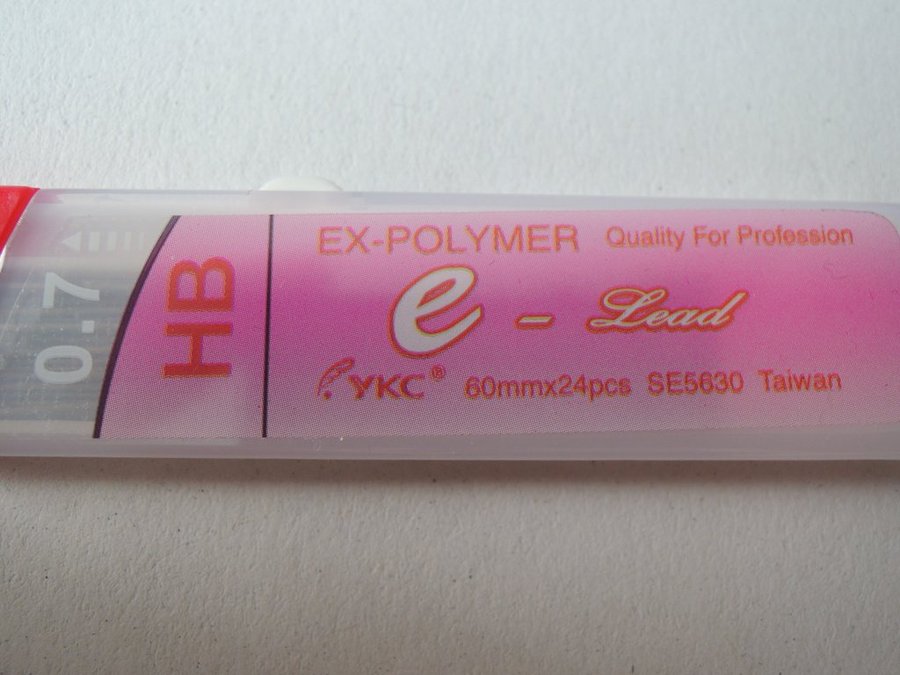 0.7
HB
EX-POLYMER Quality For Profession
e - Lead
YKC® 60mmx24pcs SE5630 Taiwan